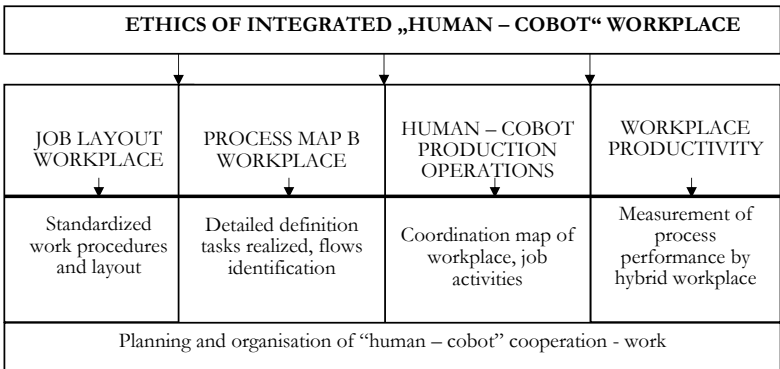 ETHICS OF INTEGRATED „HUMAN – COBOT“ WORKPLACE
JOB LAYOUT
WORKPLACE
PROCESS MAP B
WORKPLACE
HUMAN – COBOT
PRODUCTION
OPERATIONS
WORKPLACE
PRODUCTIVITY
Standardized
work procedures
and layout
Detailed definition
tasks realized, flows
identification
Coordination map of
workplace, job
activities
Measurement of
process
performance by
hybrid workplace
Planning and organisation of “human – cobot” cooperation - work